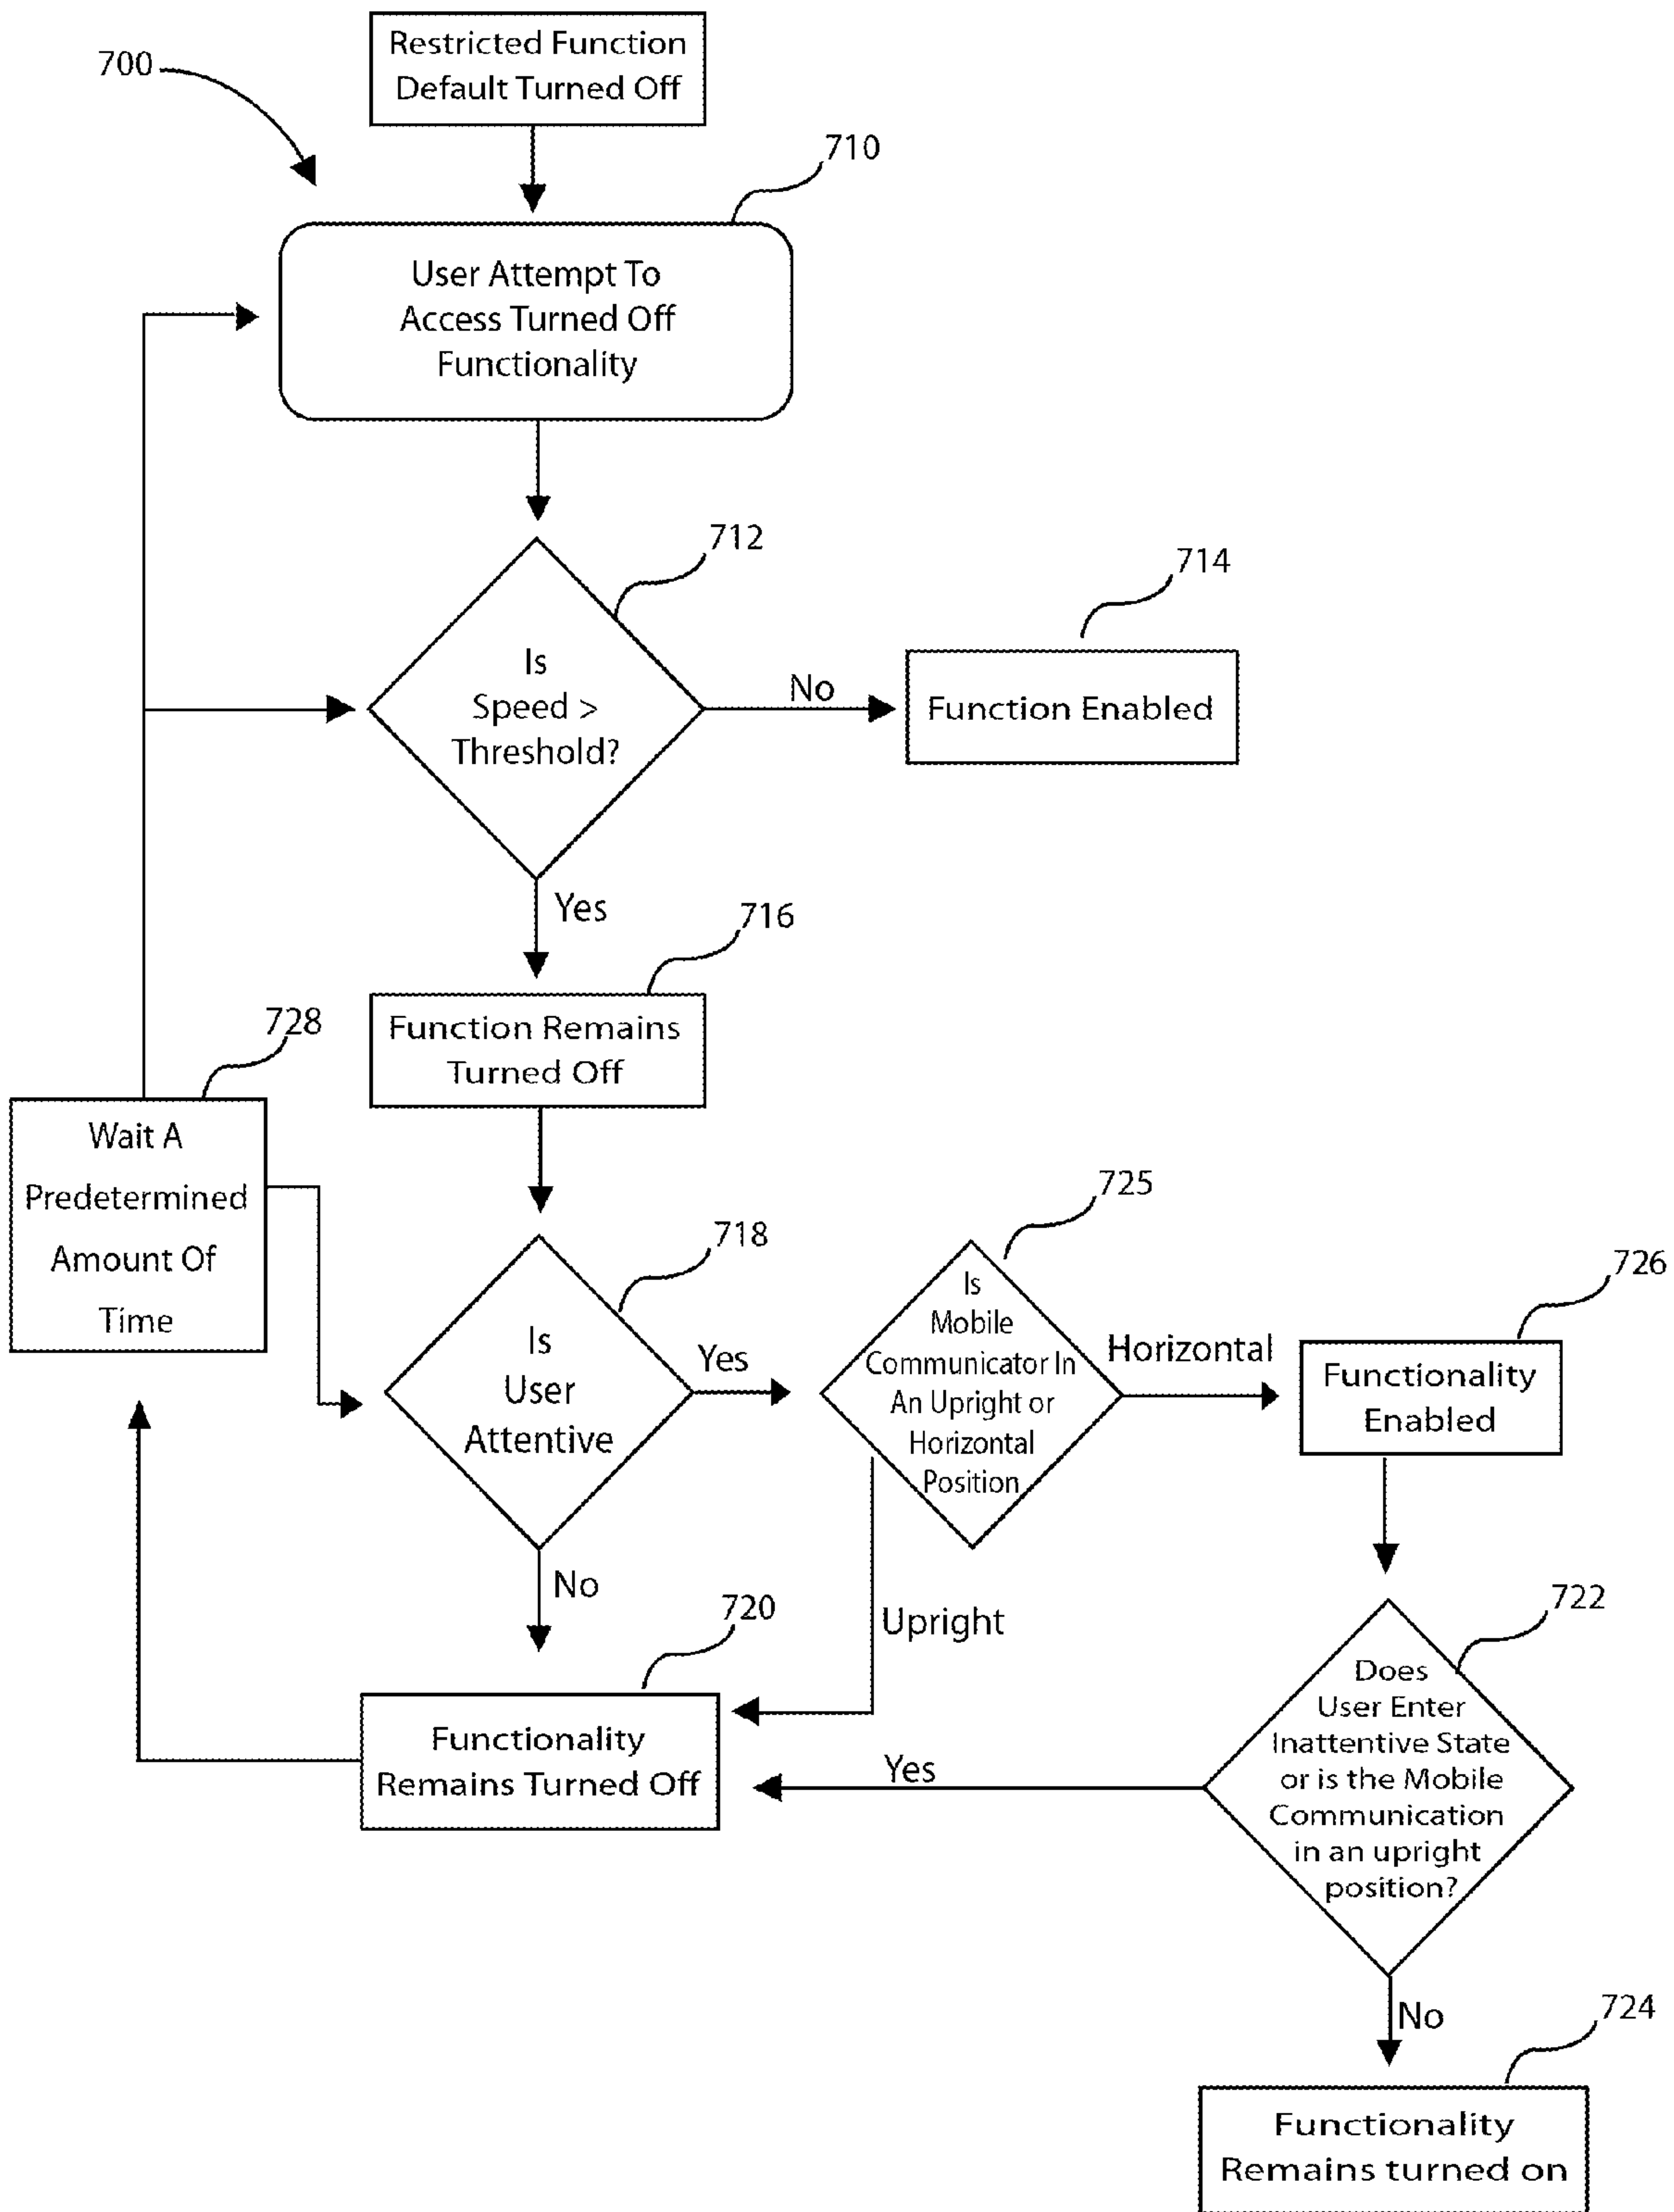 Restricted Function
Default Turned Off
700
710
User Attempt To
Access Turned Off
Functionality
712
Is
Speed >
Threshold?
No
714
Function Enabled
Yes
716
Function Remains
Turned Off
728
Wait A
Predetermined
Amount Of
Time
718
Is
User
Attentive
Yes
725
Is
Mobile
Communicator In
An Upright or
Horizontal
Position
Horizontal
726
Functionality
Enabled
No
Upright
720
Functionality
Remains Turned Off
722
Does
User Enter
Inattentive State
or is the Mobile
Communication
in an upright
position?
Yes
No
724
Functionality
Remains turned on